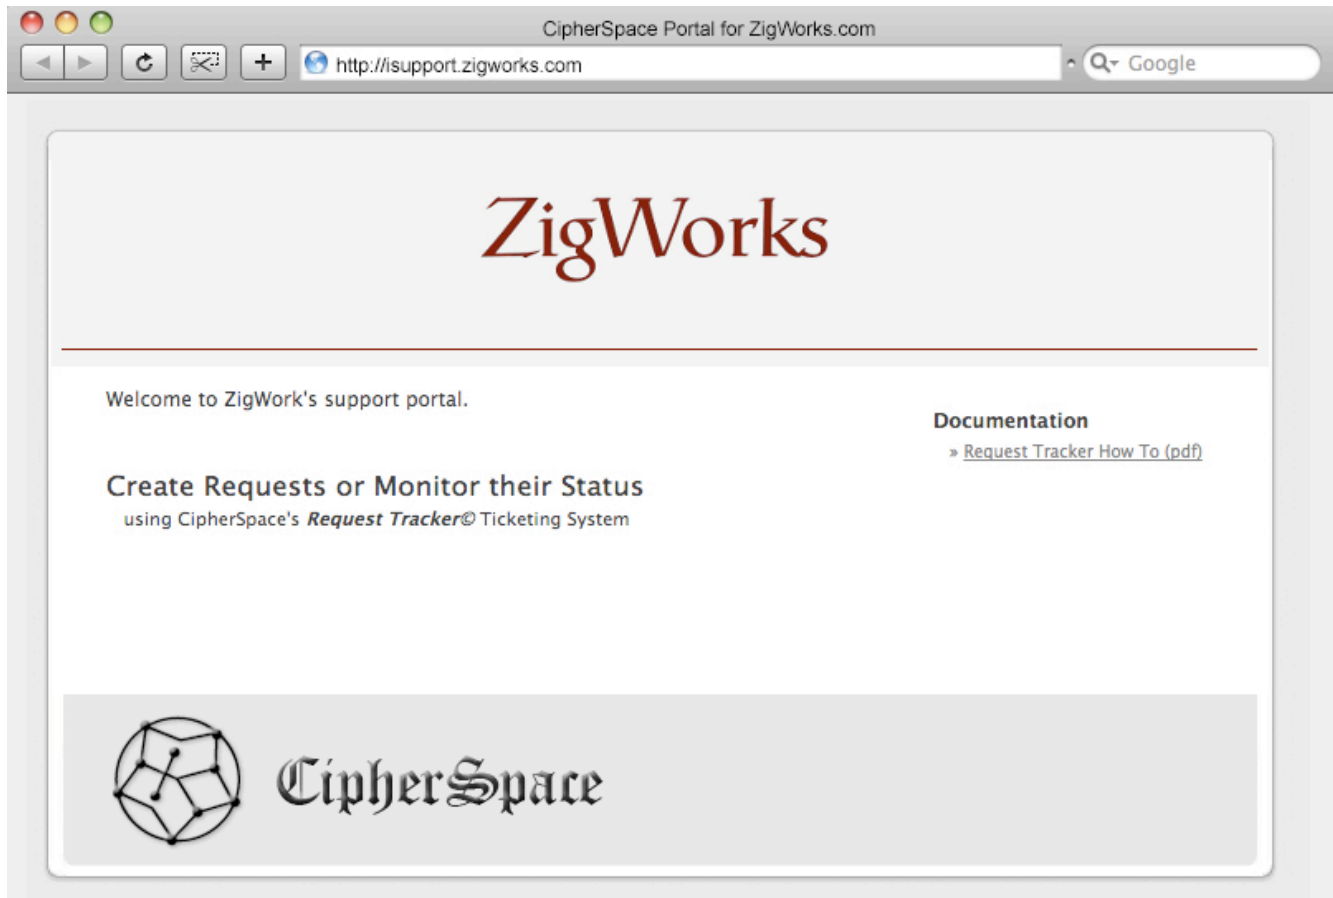 CipherSpace Portal for ZigWorks.com
http://isupport.zigworks.com
Google
ZigWorks
Welcome to ZigWork's support portal.
Documentation
» Request Tracker How To (pdf)
Create Requests or Monitor their Status
using CipherSpace's Request Tracker© Ticketing System
CipherSpace